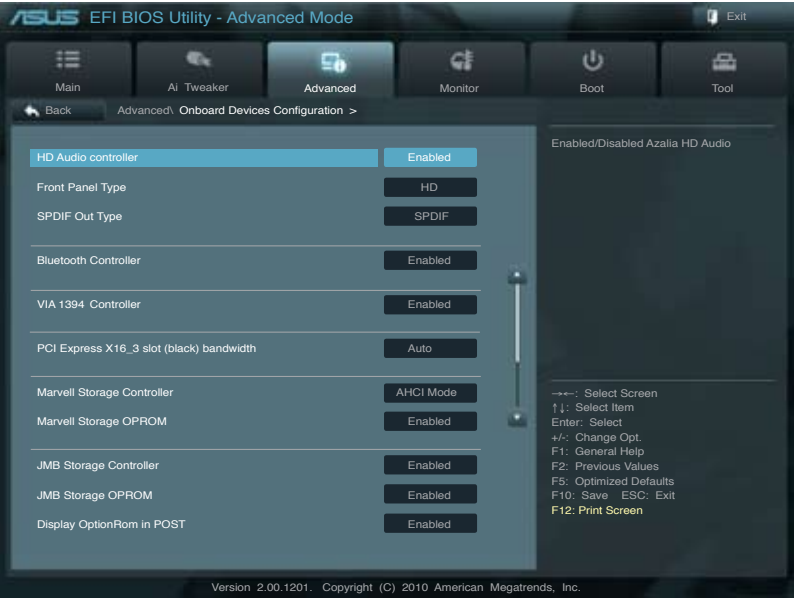 ASUS EFI BIOS Utility - Advanced Mode
Exit
Main Ai Tweaker Advanced Monitor Boot Tool
Back Advanced\ Onboard Devices Configuration >
Enabled/Disabled Azalia HD Audio
HD Audio controller Enabled
Front Panel Type HD
SPDIF Out Type SPDIF
Bluetooth Controller Enabled
VIA 1394 Controller Enabled
PCI Express X16_3 slot (black) bandwidth Auto
Marvell Storage Controller AHCI Mode
Marvell Storage OPROM Enabled
JMB Storage Controller Enabled
JMB Storage OPROM Enabled
Display OptionRom in POST Enabled
→←: Select Screen
↑↓: Select Item
Enter: Select
+/-: Change Opt.
F1: General Help
F2: Previous Values
F5: Optimized Defaults
F10: Save ESC: Exit
F12: Print Screen
Version 2.00.1201. Copyright (C) 2010 American Megatrends, Inc.